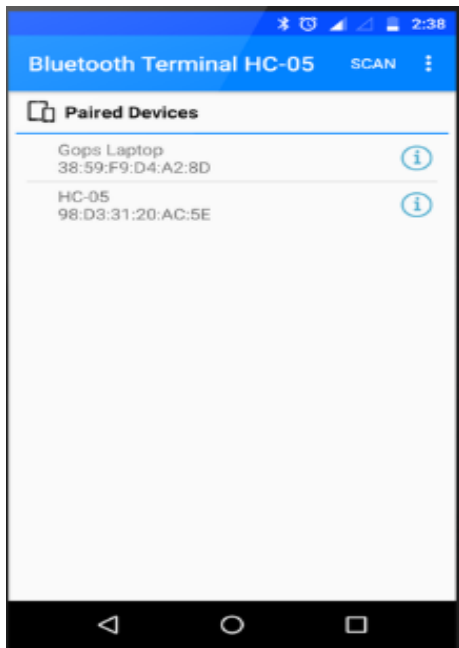 2:38
Bluetooth Terminal HC-05 SCAN
Paired Devices
Gops Laptop
38:59:F9:D4:A2:8D
HC-05
98:D3:31:20:AC:5E